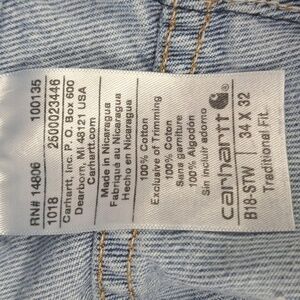 RN# 14806 100135
1018 2500023446
Carhartt, Inc. P. O. Box 600
Dearborn, MI 48121 USA
Carhartt.com
Made in Nicaragua
Fabriqué au Nicaragua
Hecho en Nicaragua
100% Cotton
Exclusive of Trimming
100% Cotton
Sans garniture
100% Algodón
Sin incluir adorno
carhartt
B18-STW 34 X 32
Traditional Fit